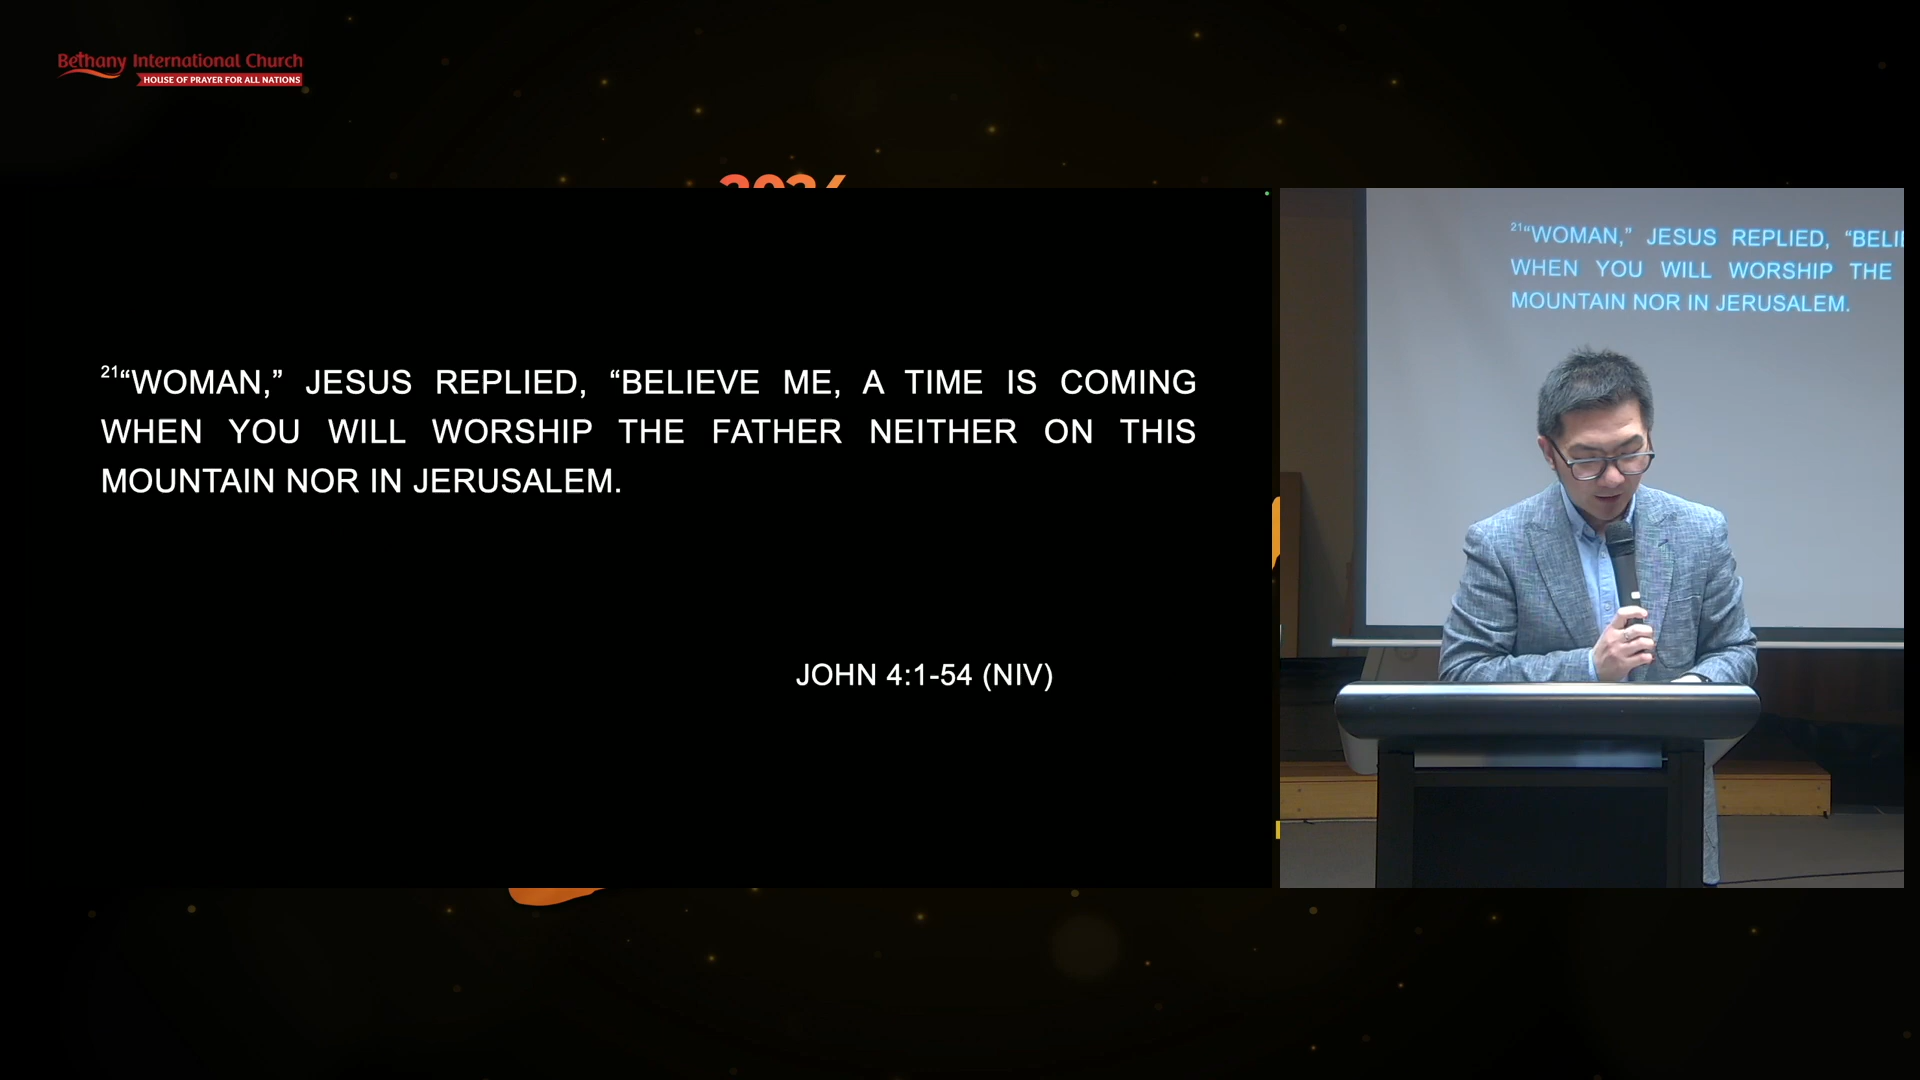 Bethany International Church
HOUSE OF PRAYER FOR ALL NATIONS
21“WOMAN,” JESUS REPLIED, “BELIEVE ME, A TIME IS COMING
WHEN YOU WILL WORSHIP THE FATHER NEITHER ON THIS
MOUNTAIN NOR IN JERUSALEM.
JOHN 4:1-54 (NIV)
21“WOMAN,” JESUS REPLIED, “BELIE
WHEN YOU WILL WORSHIP THE
MOUNTAIN NOR IN JERUSALEM.